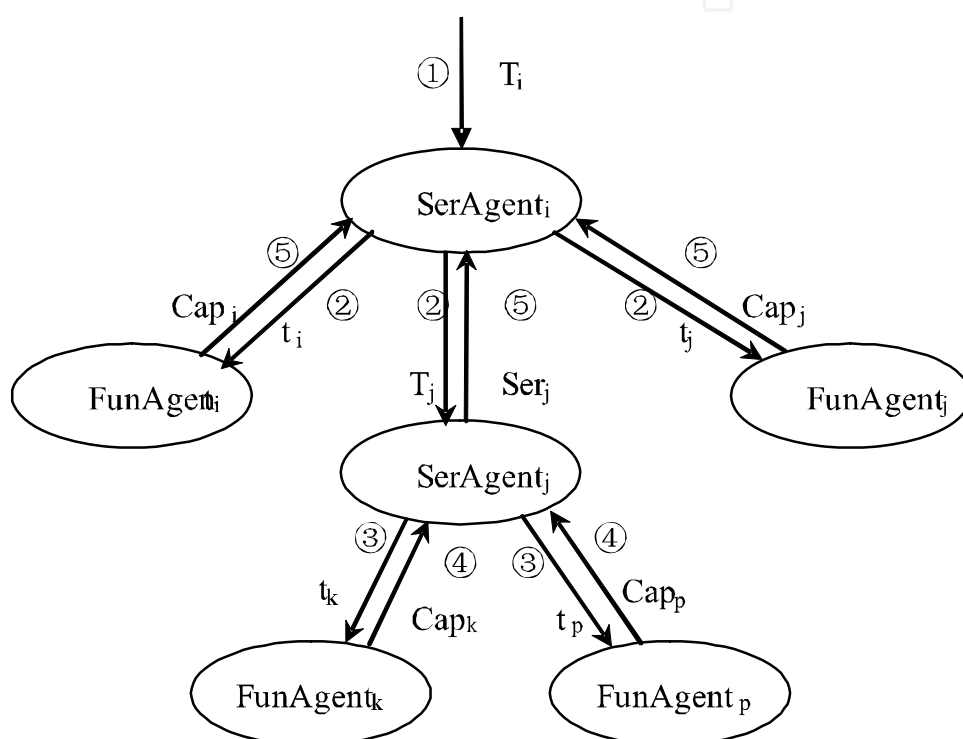 ① Tᵢ
SerAgentᵢ
⑤ ⑤
Capᵢ ② ② ⑤ ② Capⱼ
tᵢ tⱼ
FunAgentᵢ Tⱼ Serⱼ FunAgentⱼ
SerAgentⱼ
③ ④ ③ ④
tₖ Capₖ tₚ Capₚ
FunAgentₖ FunAgentₚ